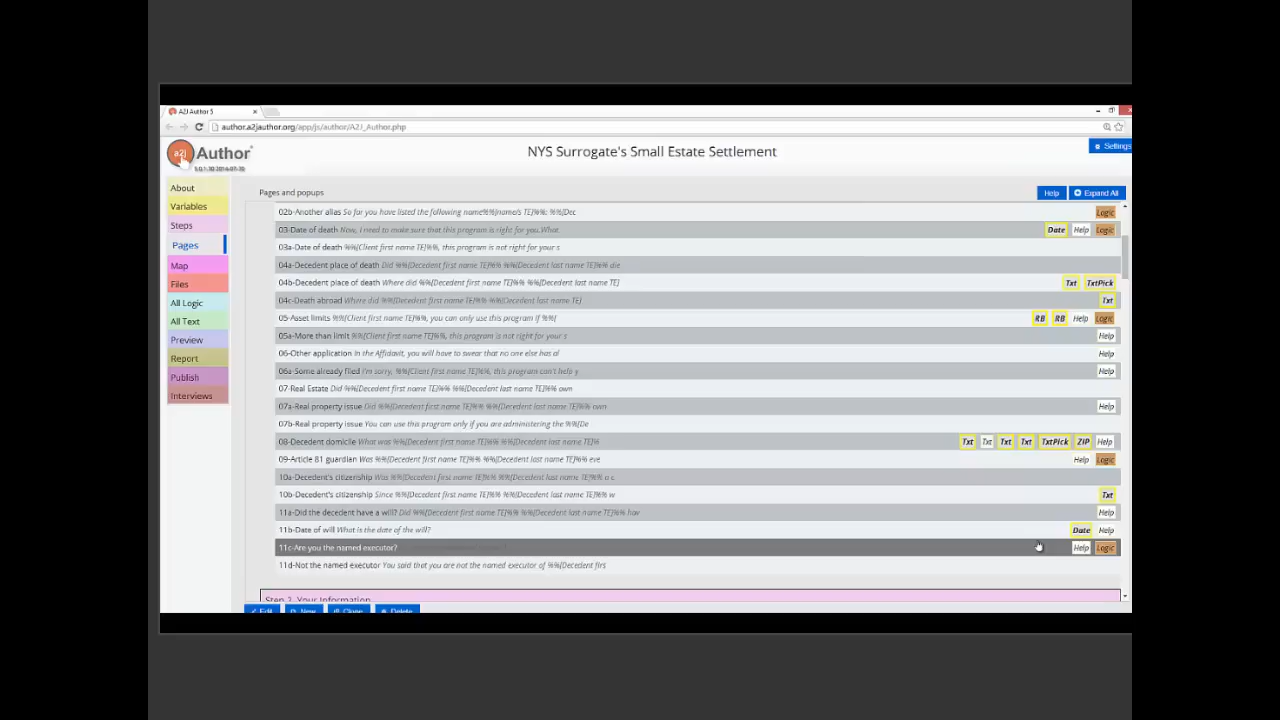 A2J Author 5
author.a2jauthor.org/app/js/author/A2J_Author.php
a2j Author
5.0.1.30 2014-07-20
NYS Surrogate's Small Estate Settlement
Settings
About
Variables
Steps
Pages
Map
Files
All Logic
All Text
Preview
Report
Publish
Interviews
Pages and popups
Help
Expand All
02b-Another alias So far you have listed the following name%%[name/s TE]%%: %%[Dec Logic
03-Date of death Now, I need to make sure that this program is right for you.What Date Help Logic
03a-Date of death %%[Client first name TE]%%, this program is not right for your s
04a-Decedent place of death Did %%[Decedent first name TE]%% %%[Decedent last name TE]%% die
04b-Decedent place of death Where did %%[Decedent first name TE]%% %%[Decedent last name TE] Txt TxtPick
04c-Death abroad Where did %%[Decedent first name TE]%% %%[Decedent last name TE] Txt
05-Asset limits %%[Client first name TE]%%, you can only use this program if %%[ RB RB Help Logic
05a-More than limit %%[Client first name TE]%%, this program is not right for your s Help
06-Other application In the Affidavit, you will have to swear that no one else has al Help
06a-Some already filed I'm sorry, %%[Client first name TE]%%, this program can't help y Help
07-Real Estate Did %%[Decedent first name TE]%% %%[Decedent last name TE]%% own
07a-Real property issue Did %%[Decedent first name TE]%% %%[Decedent last name TE]%% own Help
07b-Real property issue You can use this program only if you are administering the %%[De
08-Decedent domicile What was %%[Decedent first name TE]%% %%[Decedent last name TE]% Txt Txt Txt Txt TxtPick ZIP Help
09-Article 81 guardian Was %%[Decedent first name TE]%% %%[Decedent last name TE]%% eve Help Logic
10a-Decedent's citizenship Was %%[Decedent first name TE]%% %%[Decedent last name TE]%% a c
10b-Decedent's citizenship Since %%[Decedent first name TE]%% %%[Decedent last name TE]%% w Txt
11a-Did the decedent have a will? Did %%[Decedent first name TE]%% %%[Decedent last name TE]%% hav Help
11b-Date of will What is the date of the will? Date Help
11c-Are you the named executor? Help Logic
11d-Not the named executor You said that you are not the named executor of %%[Decedent firs
Step 2. Your Information
Edit New Clone Delete